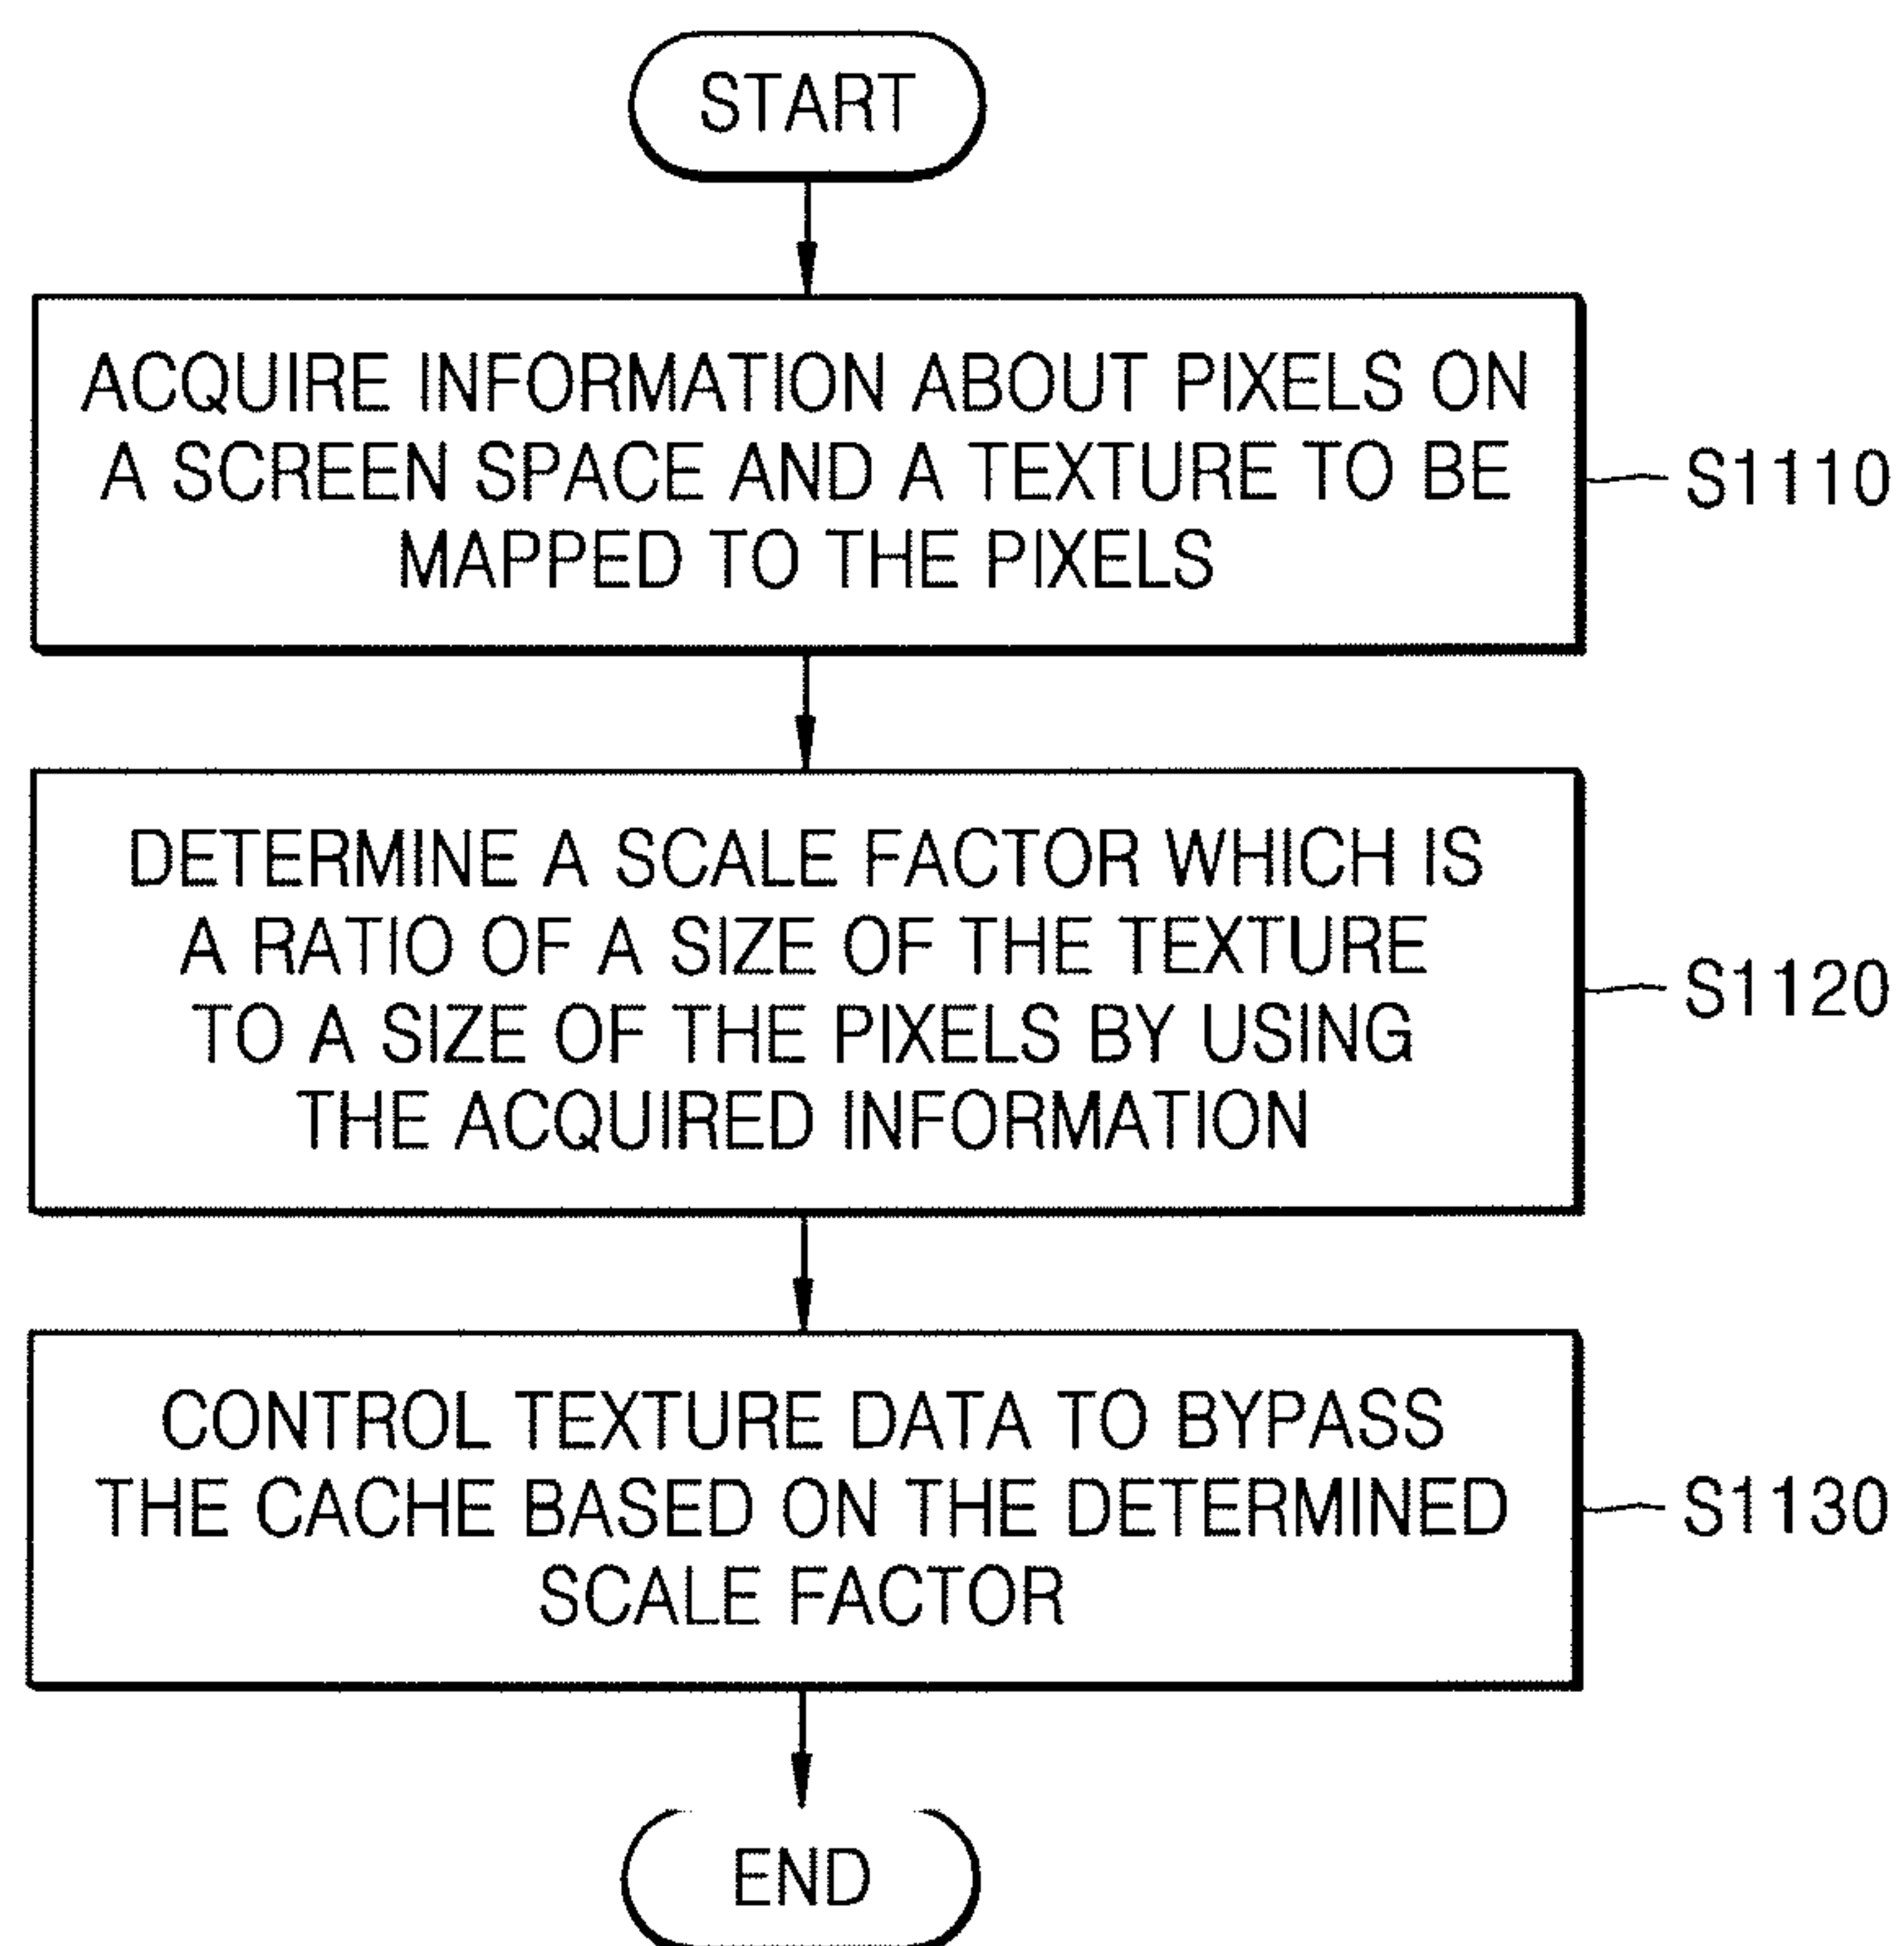 START
ACQUIRE INFORMATION ABOUT PIXELS ON
A SCREEN SPACE AND A TEXTURE TO BE
MAPPED TO THE PIXELS
S1110
DETERMINE A SCALE FACTOR WHICH IS
A RATIO OF A SIZE OF THE TEXTURE
TO A SIZE OF THE PIXELS BY USING
THE ACQUIRED INFORMATION
S1120
CONTROL TEXTURE DATA TO BYPASS
THE CACHE BASED ON THE DETERMINED
SCALE FACTOR
S1130
END